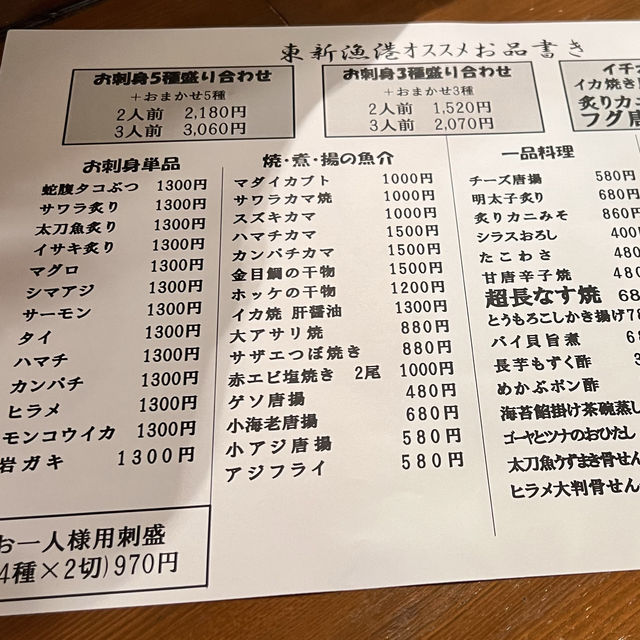 東新漁港オススメお品書き
お刺身5種盛り合わせ
+おまかせ5種
2人前 2,180円
3人前 3,060円
お刺身3種盛り合わせ
+おまかせ3種
2人前 1,520円
3人前 2,070円
イチオ
イカ焼き
炙りカニ
フグ唐
お刺身単品
蛇腹タコぶつ 1300円
サワラ炙り 1300円
太刀魚炙り 1300円
イサキ炙り 1300円
マグロ 1300円
シマアジ 1300円
サーモン 1300円
タイ 1300円
ハマチ 1300円
カンパチ 1300円
ヒラメ 1300円
モンコウイカ 1300円
岩ガキ 1300円
お一人様用刺盛
4種×2切)970円
焼・煮・揚の魚介
マダイカブト 1000円
サワラカマ焼 1000円
スズキカマ 1000円
ハマチカマ 1500円
カンパチカマ 1500円
金目鯛の干物 1500円
ホッケの干物 1200円
イカ焼 肝醤油 1300円
大アサリ焼 880円
サザエつぼ焼き 880円
赤エビ塩焼き 2尾 1000円
ゲソ唐揚 480円
小海老唐揚 680円
小アジ唐揚 580円
アジフライ 580円
一品料理
チーズ唐揚 580円
明太子炙り 680円
炙りカニみそ 860円
シラスおろし 400
たこわさ 480
甘唐辛子焼 480
超長なす焼 68
とうもろこしかき揚げ78
バイ貝旨煮 68
長芋もずく酢 3
めかぶポン酢
海苔餡掛け茶碗蒸し
ゴーヤとツナのおひたし
太刀魚うずまき骨せん
ヒラメ大判骨せん